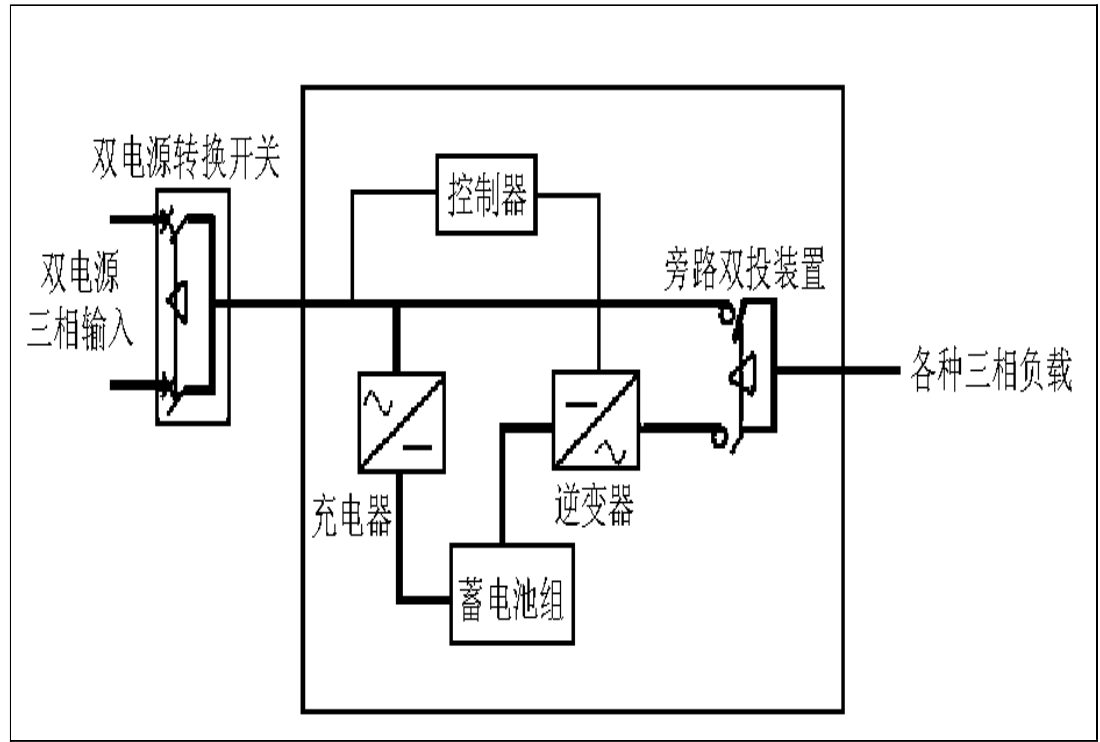 双电源转换开关
控制器
双电源
三相输入
旁路双投装置
各种三相负载
充电器
逆变器
蓄电池组